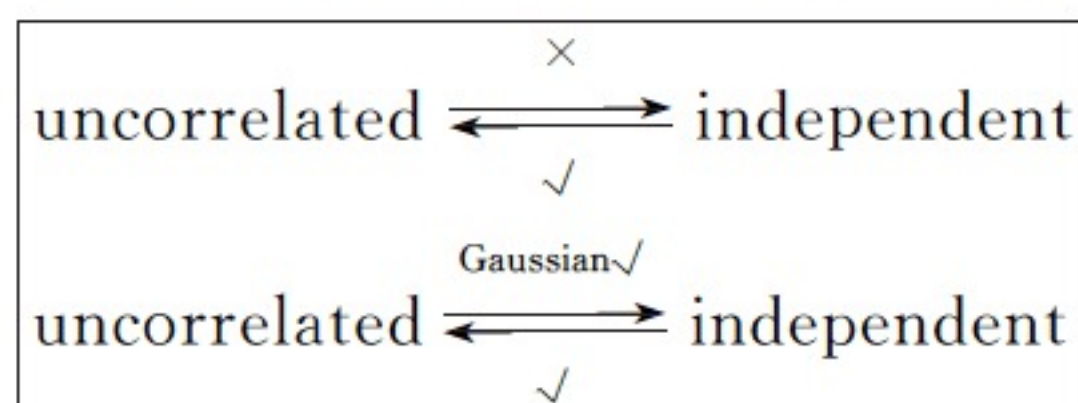 ×
uncorrelated ⇄ independent
√
Gaussian√
uncorrelated ⇄ independent
√